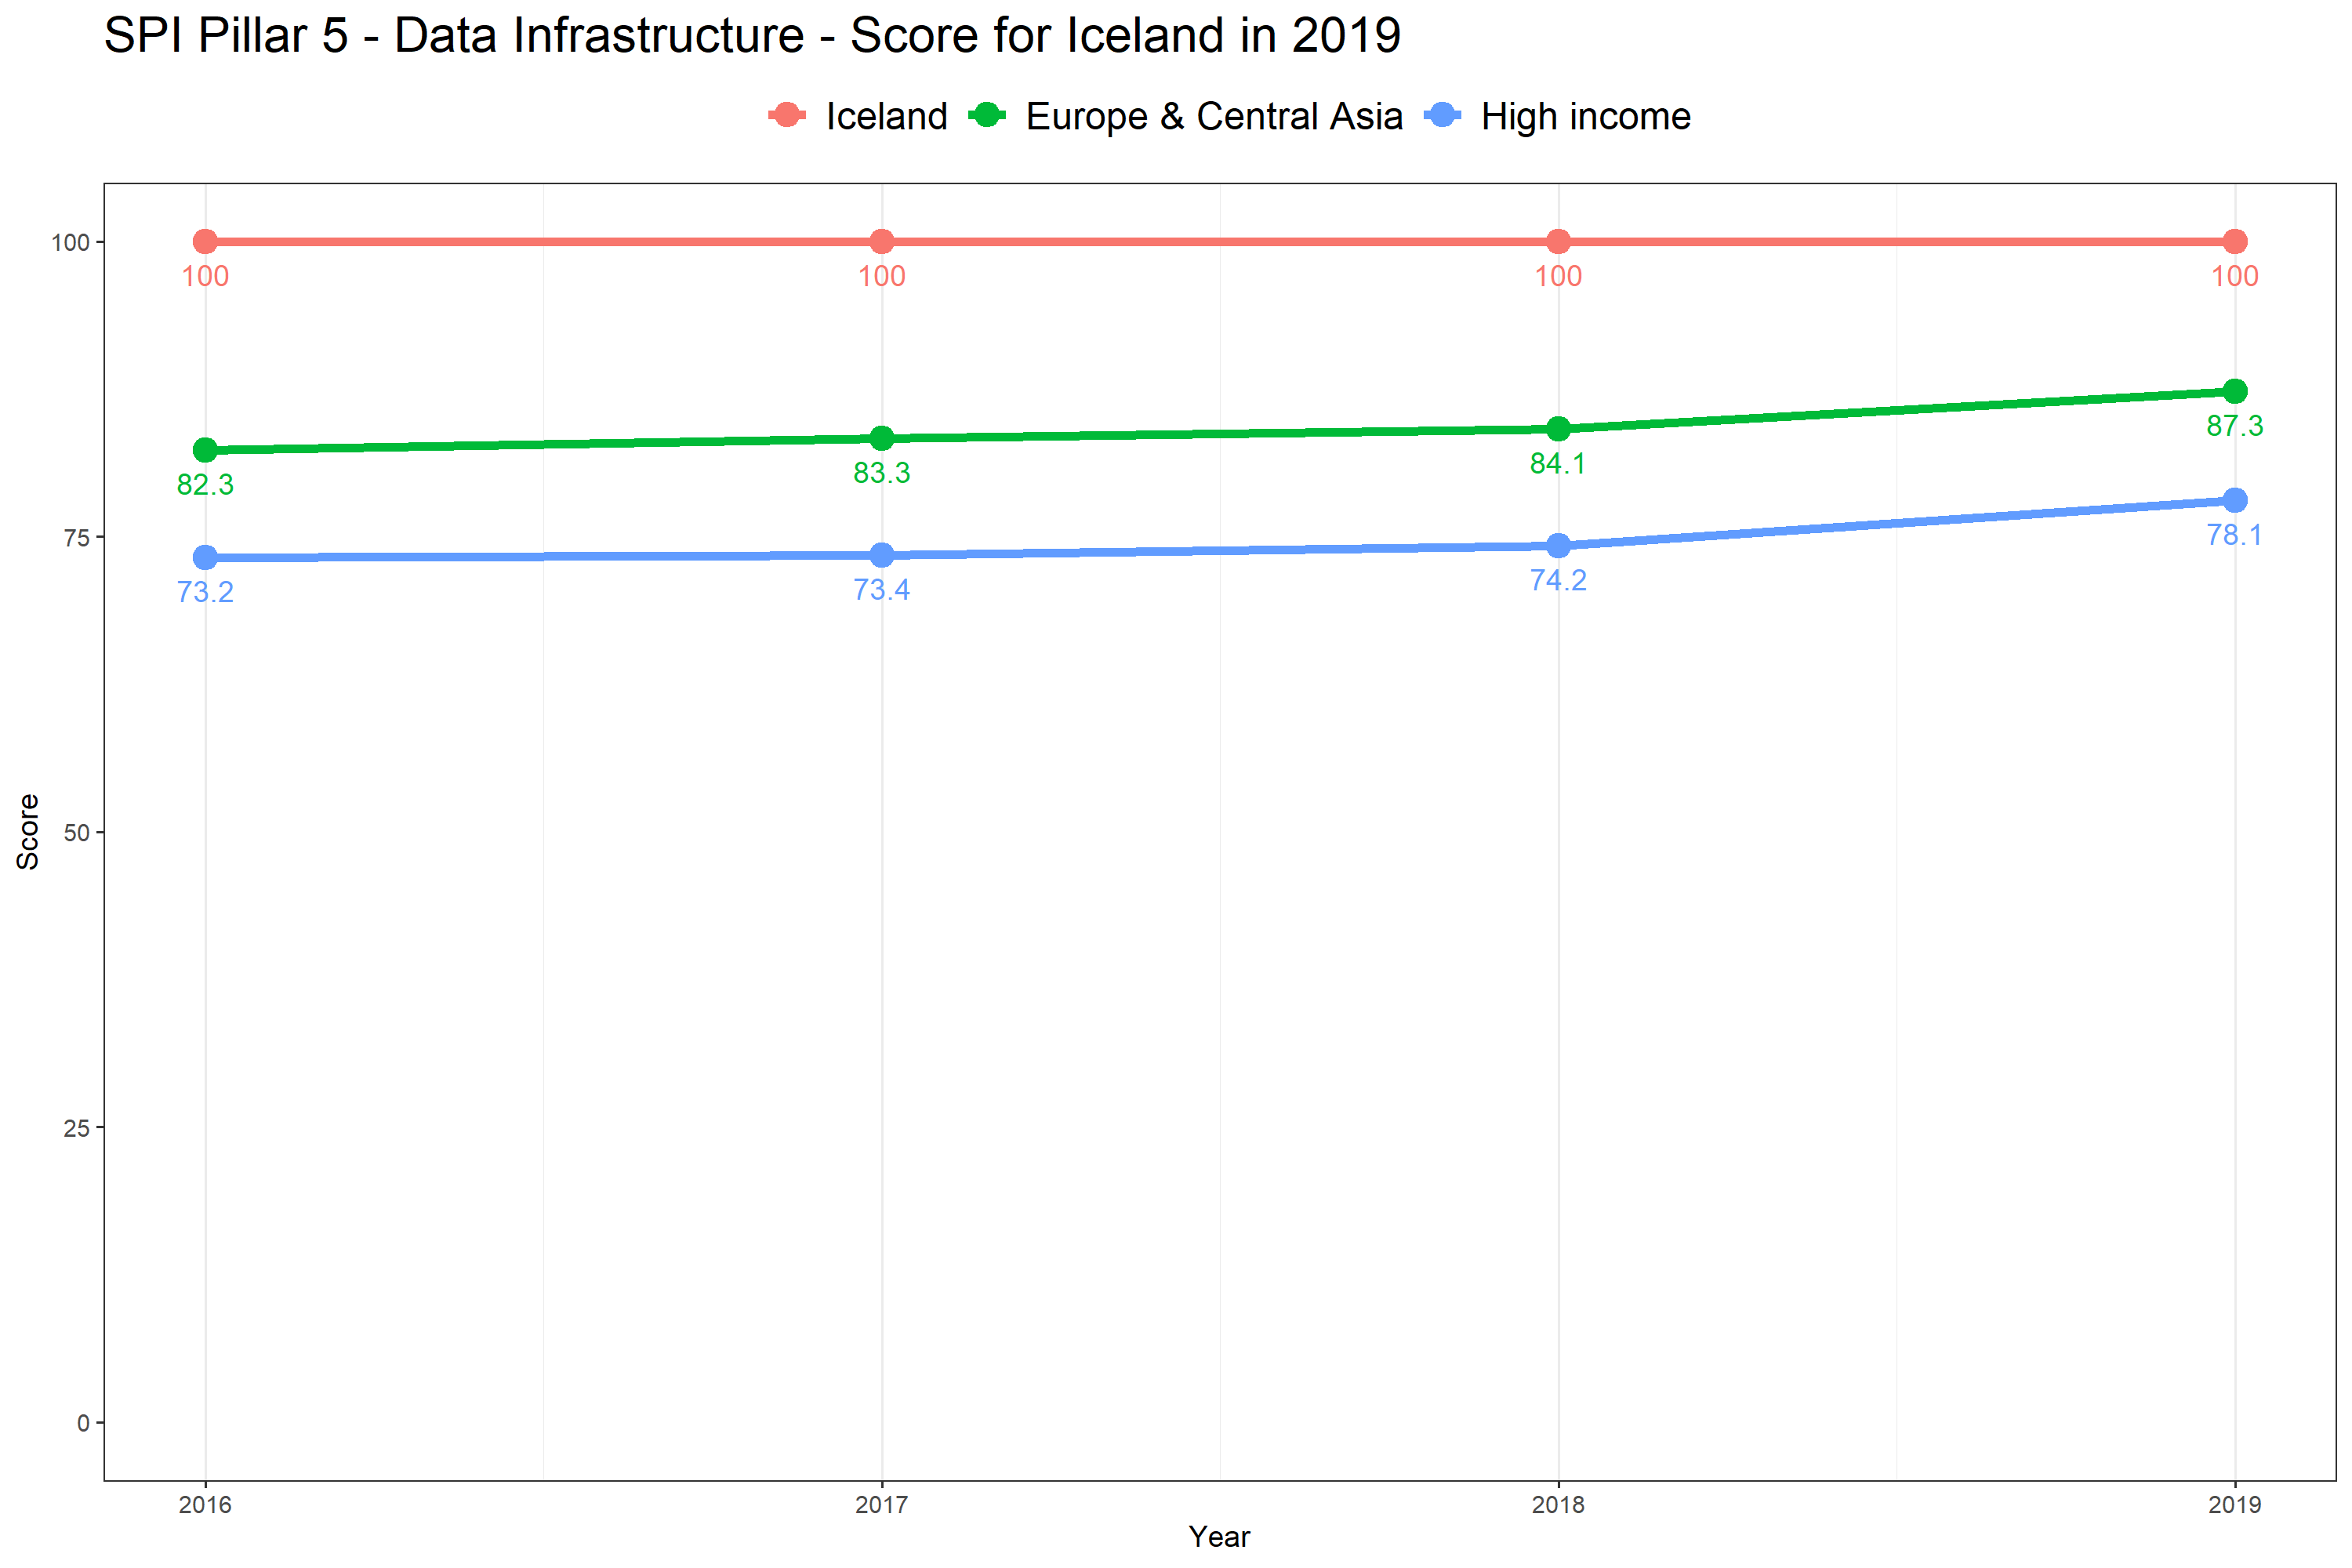 SPI Pillar 5 - Data Infrastructure - Score for Iceland in 2019
Iceland Europe & Central Asia High income
100
100 100 100 100
87.3
84.1
83.3
82.3
75
78.1
74.2
73.4
73.2
50
Score
25
0
2016 2017 2018 2019
Year